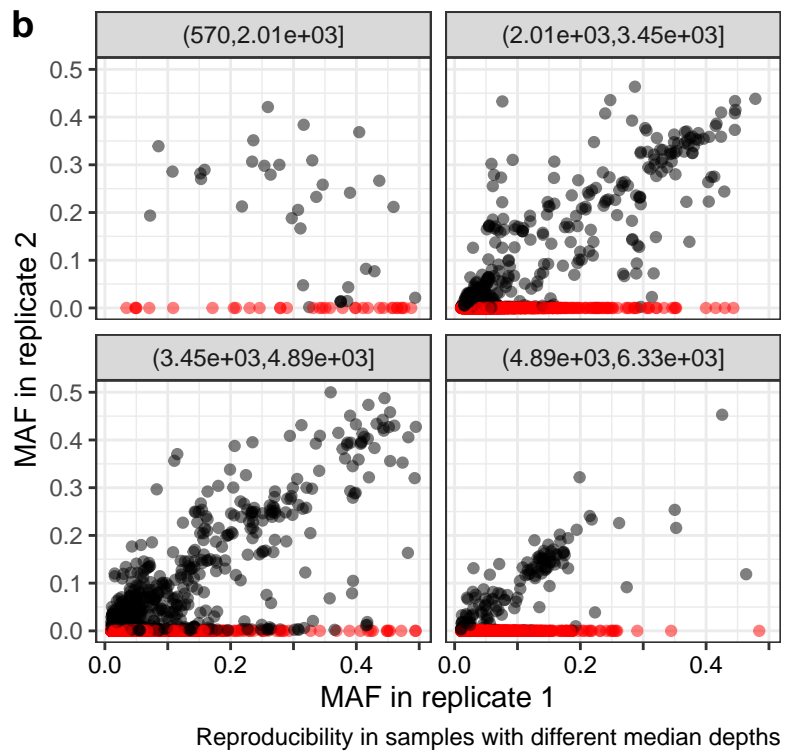 b
(570,2.01e+03]
(2.01e+03,3.45e+03]
0.5
0.4
0.3
0.2
0.1
0.0
(3.45e+03,4.89e+03]
(4.89e+03,6.33e+03]
0.5
0.4
0.3
0.2
0.1
0.0
MAF in replicate 2
0.0 0.2 0.4 0.0 0.2 0.4
MAF in replicate 1
Reproducibility in samples with different median depths